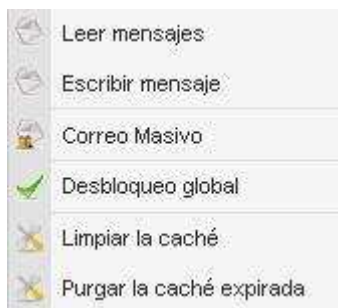 Leer mensajes
Escribir mensaje
Correo Masivo
Desbloqueo global
Limpiar la caché
Purgar la caché expirada